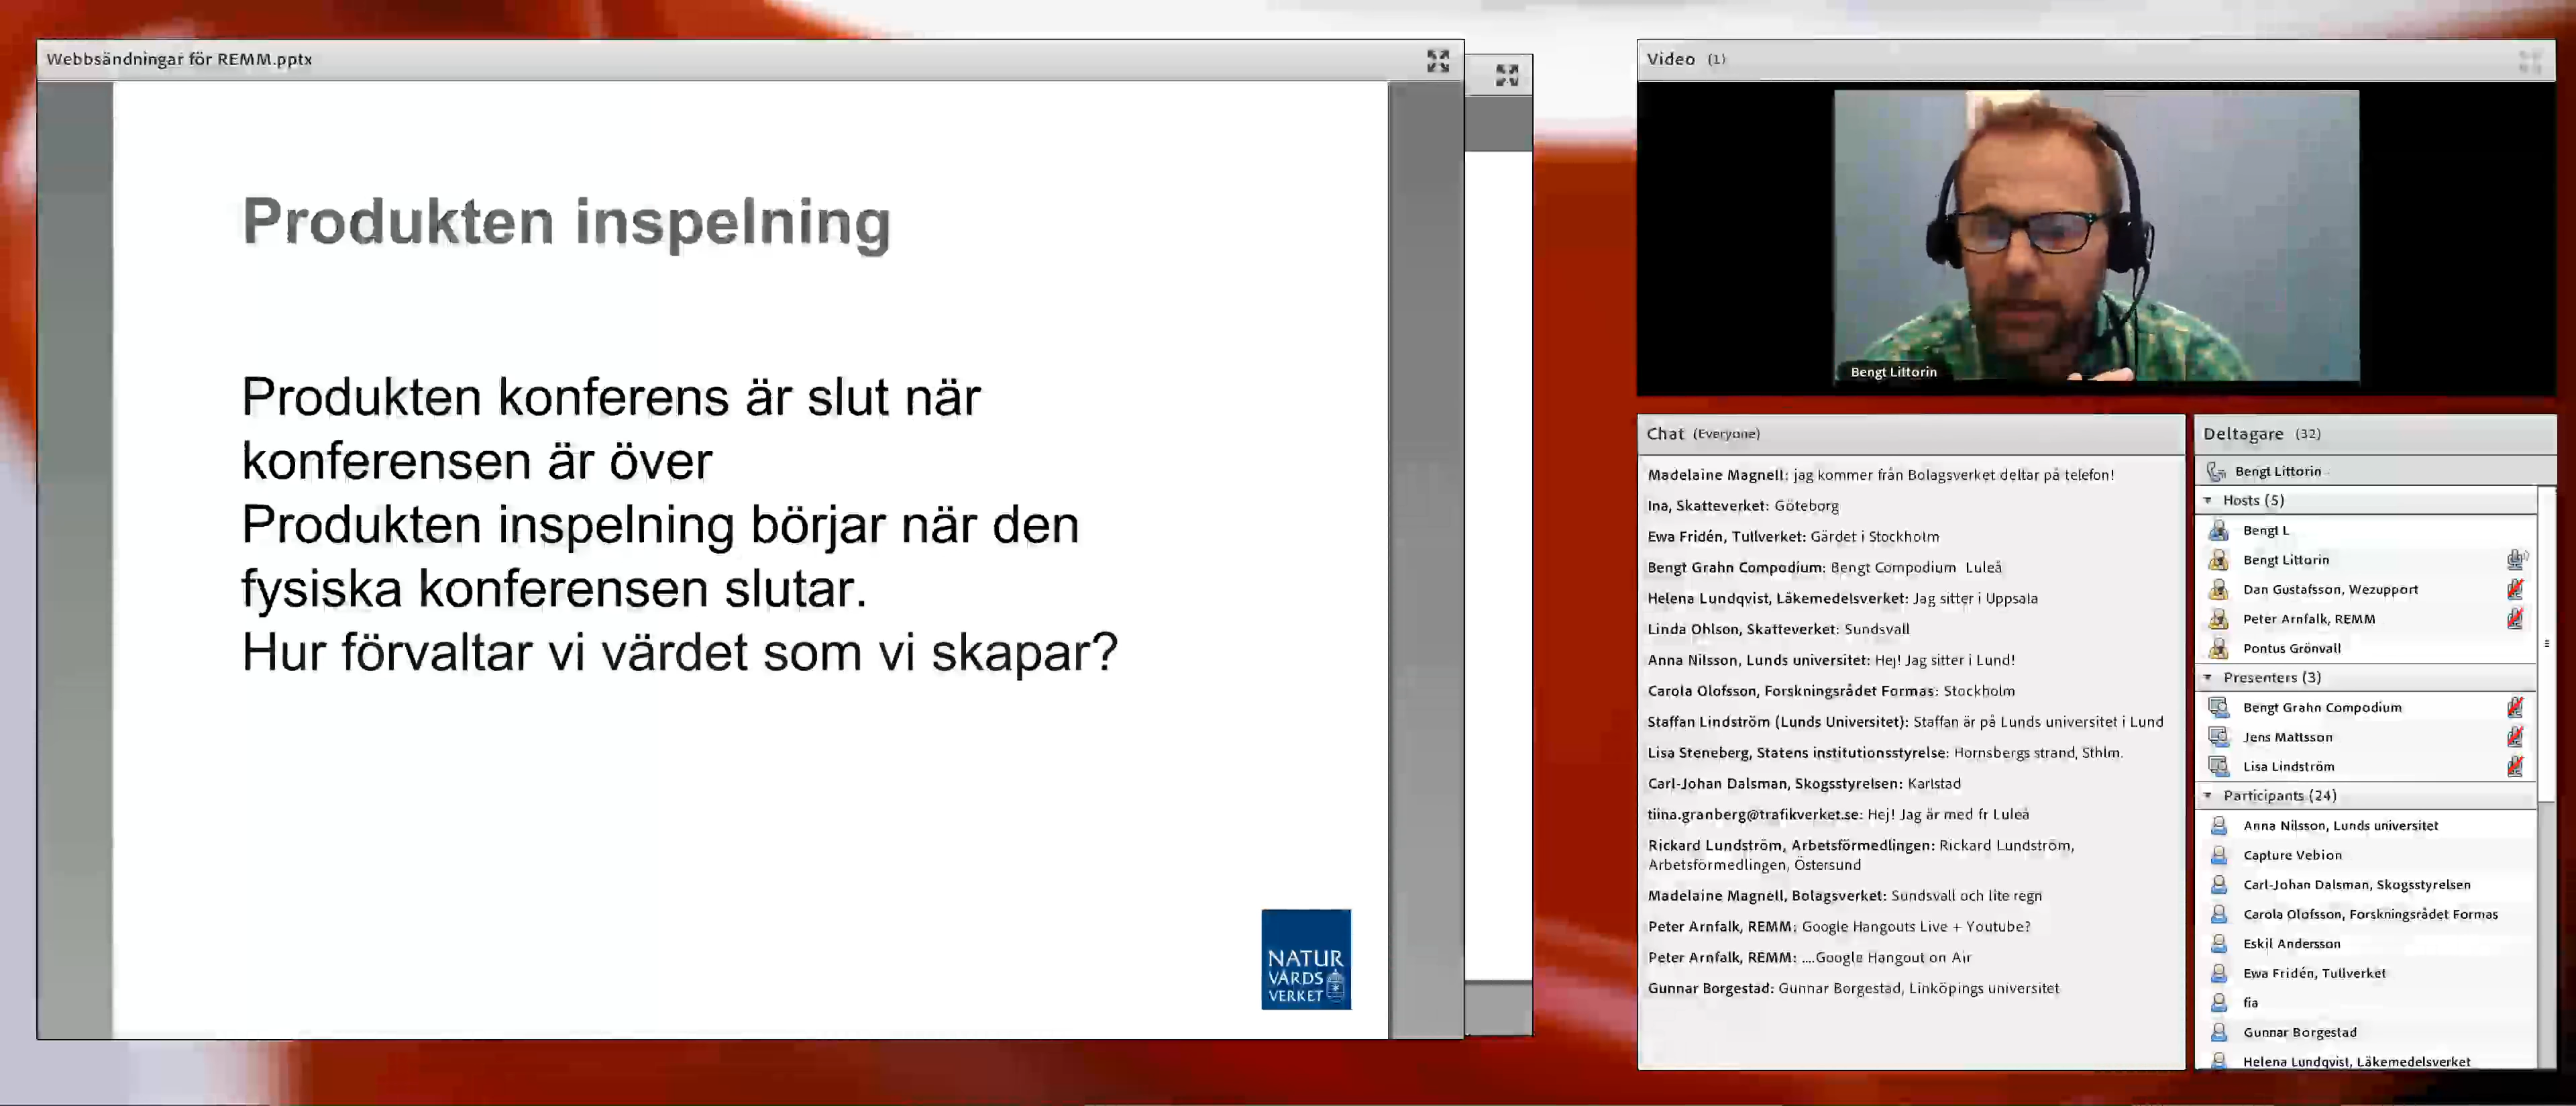 Webbsändningar för REMM.pptx
Produkten inspelning
Produkten konferens är slut när
konferensen är över
Produkten inspelning börjar när den
fysiska konferensen slutar.
Hur förvaltar vi värdet som vi skapar?
NATUR
VÅRDS
VERKET
Video (1)
Bengt Littorin
Chat (Everyone)
Madelaine Magnell: jag kommer från Bolagsverket deltar på telefon!
Ina, Skatteverket: Göteborg
Ewa Fridén, Tullverket: Gärdet i Stockholm
Bengt Grahn Compodium: Bengt Compodium Luleå
Helena Lundqvist, Läkemedelsverket: Jag sitter i Uppsala
Linda Ohlson, Skatteverket: Sundsvall
Anna Nilsson, Lunds universitet: Hej! Jag sitter i Lund!
Carola Olofsson, Forskningsrådet Formas: Stockholm
Staffan Lindström (Lunds Universitet): Staffan är på Lunds universitet i Lund
Lisa Steneberg, Statens institutionsstyrelse: Hornsbergs strand, Sthlm.
Carl-Johan Dalsman, Skogsstyrelsen: Karlstad
tiina.granberg@trafikverket.se: Hej! Jag är med fr Luleå
Rickard Lundström, Arbetsförmedlingen: Rickard Lundström,
Arbetsförmedlingen, Östersund
Madelaine Magnell, Bolagsverket: Sundsvall och lite regn
Peter Arnfalk, REMM: Google Hangouts Live + Youtube?
Peter Arnfalk, REMM: ....Google Hangout on Air
Gunnar Borgestad: Gunnar Borgestad, Linköpings universitet
Deltagare (32)
Bengt Littorin
Hosts (5)
Bengt L
Bengt Littorin
Dan Gustafsson, Wezupport
Peter Arnfalk, REMM
Pontus Grönvall
Presenters (3)
Bengt Grahn Compodium
Jens Mattsson
Lisa Lindström
Participants (24)
Anna Nilsson, Lunds universitet
Capture Vebion
Carl-Johan Dalsman, Skogsstyrelsen
Carola Olofsson, Forskningsrådet Formas
Eskil Andersson
Ewa Fridén, Tullverket
fia
Gunnar Borgestad
Helena Lundqvist, Läkemedelsverket